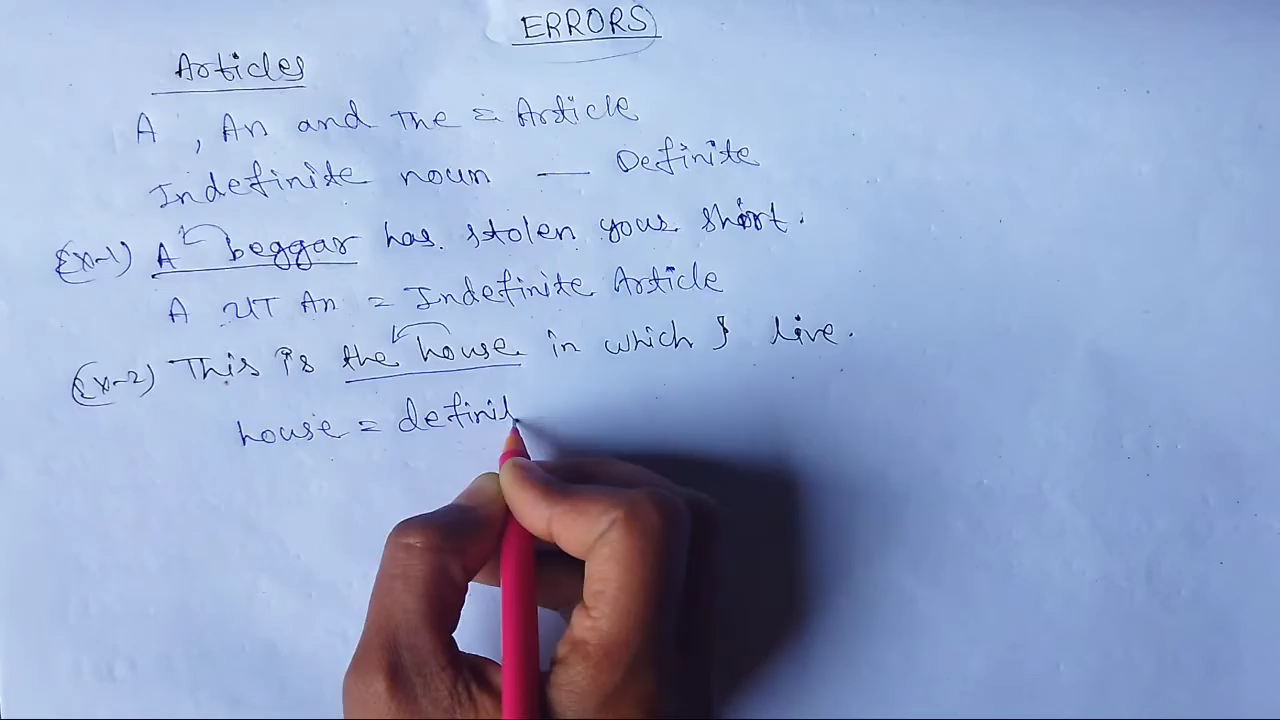 ERRORS
Articles
A , An and The = Article
Indefinite noun — Definite
Ex-1) A beggar has stolen your shirt.
A या An = Indefinite Article
Ex-2) This is the house in which I live.
house = definit